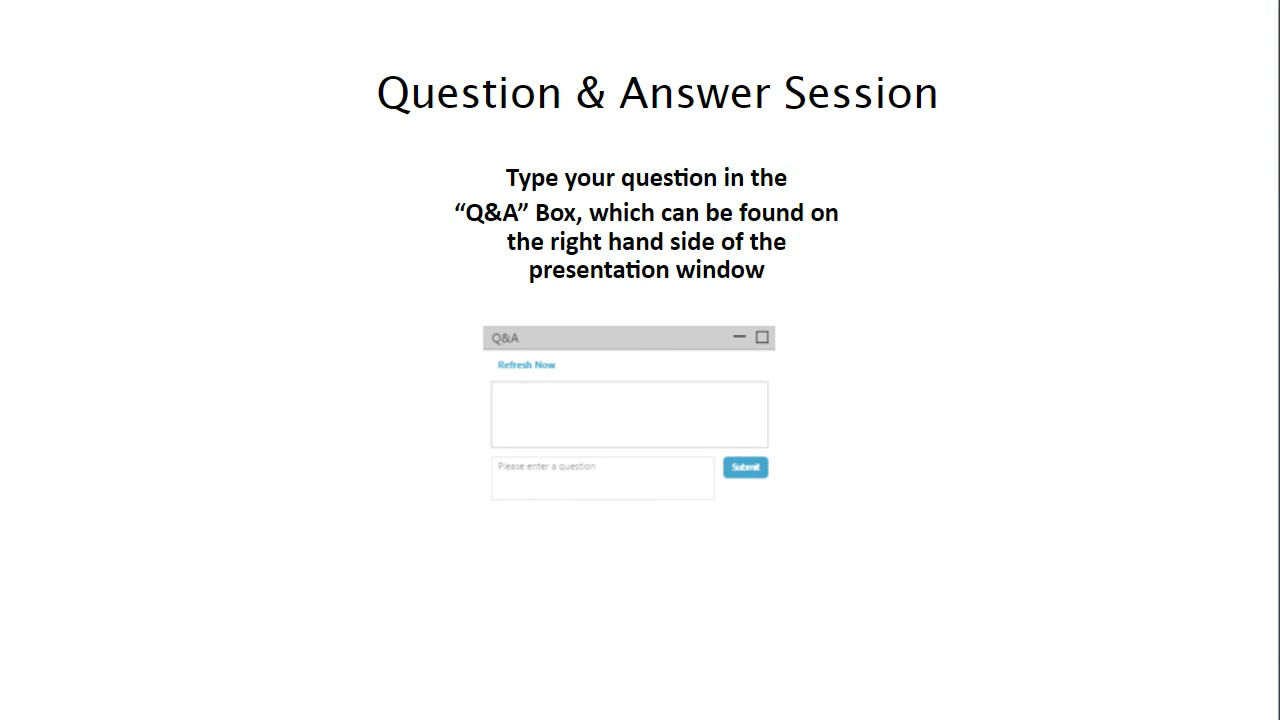 Question & Answer Session
Type your question in the
“Q&A” Box, which can be found on
the right hand side of the
presentation window
Q&A
Refresh Now
Please enter a question
Submit